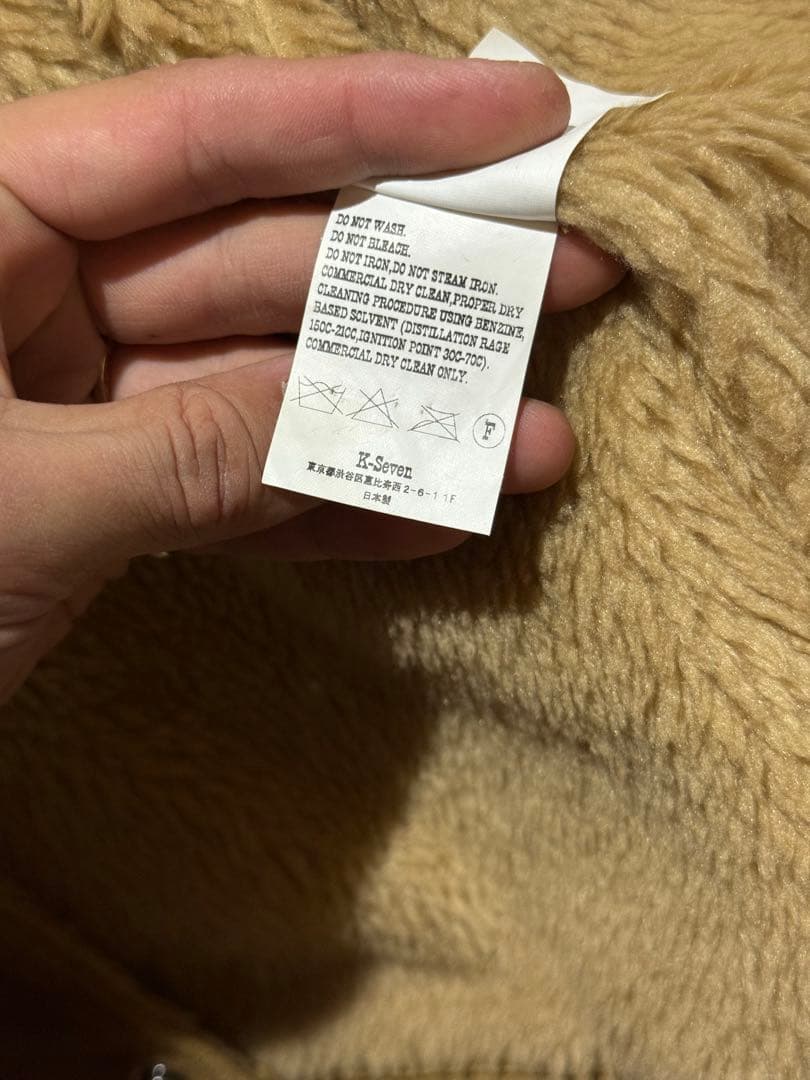 DO NOT WASH.
DO NOT BLEACH.
DO NOT IRON,DO NOT STEAM IRON.
COMMERCIAL DRY CLEAN,PROPER DRY
CLEANING PROCEDURE USING BENZINE,
BASED SOLVENT (DISTILLATION RAGE
150C-210C,IGNITION POINT 30C-70C).
COMMERCIAL DRY CLEAN ONLY.
F
K-Seven
東京都渋谷区恵比寿西2-6-11F
日本製